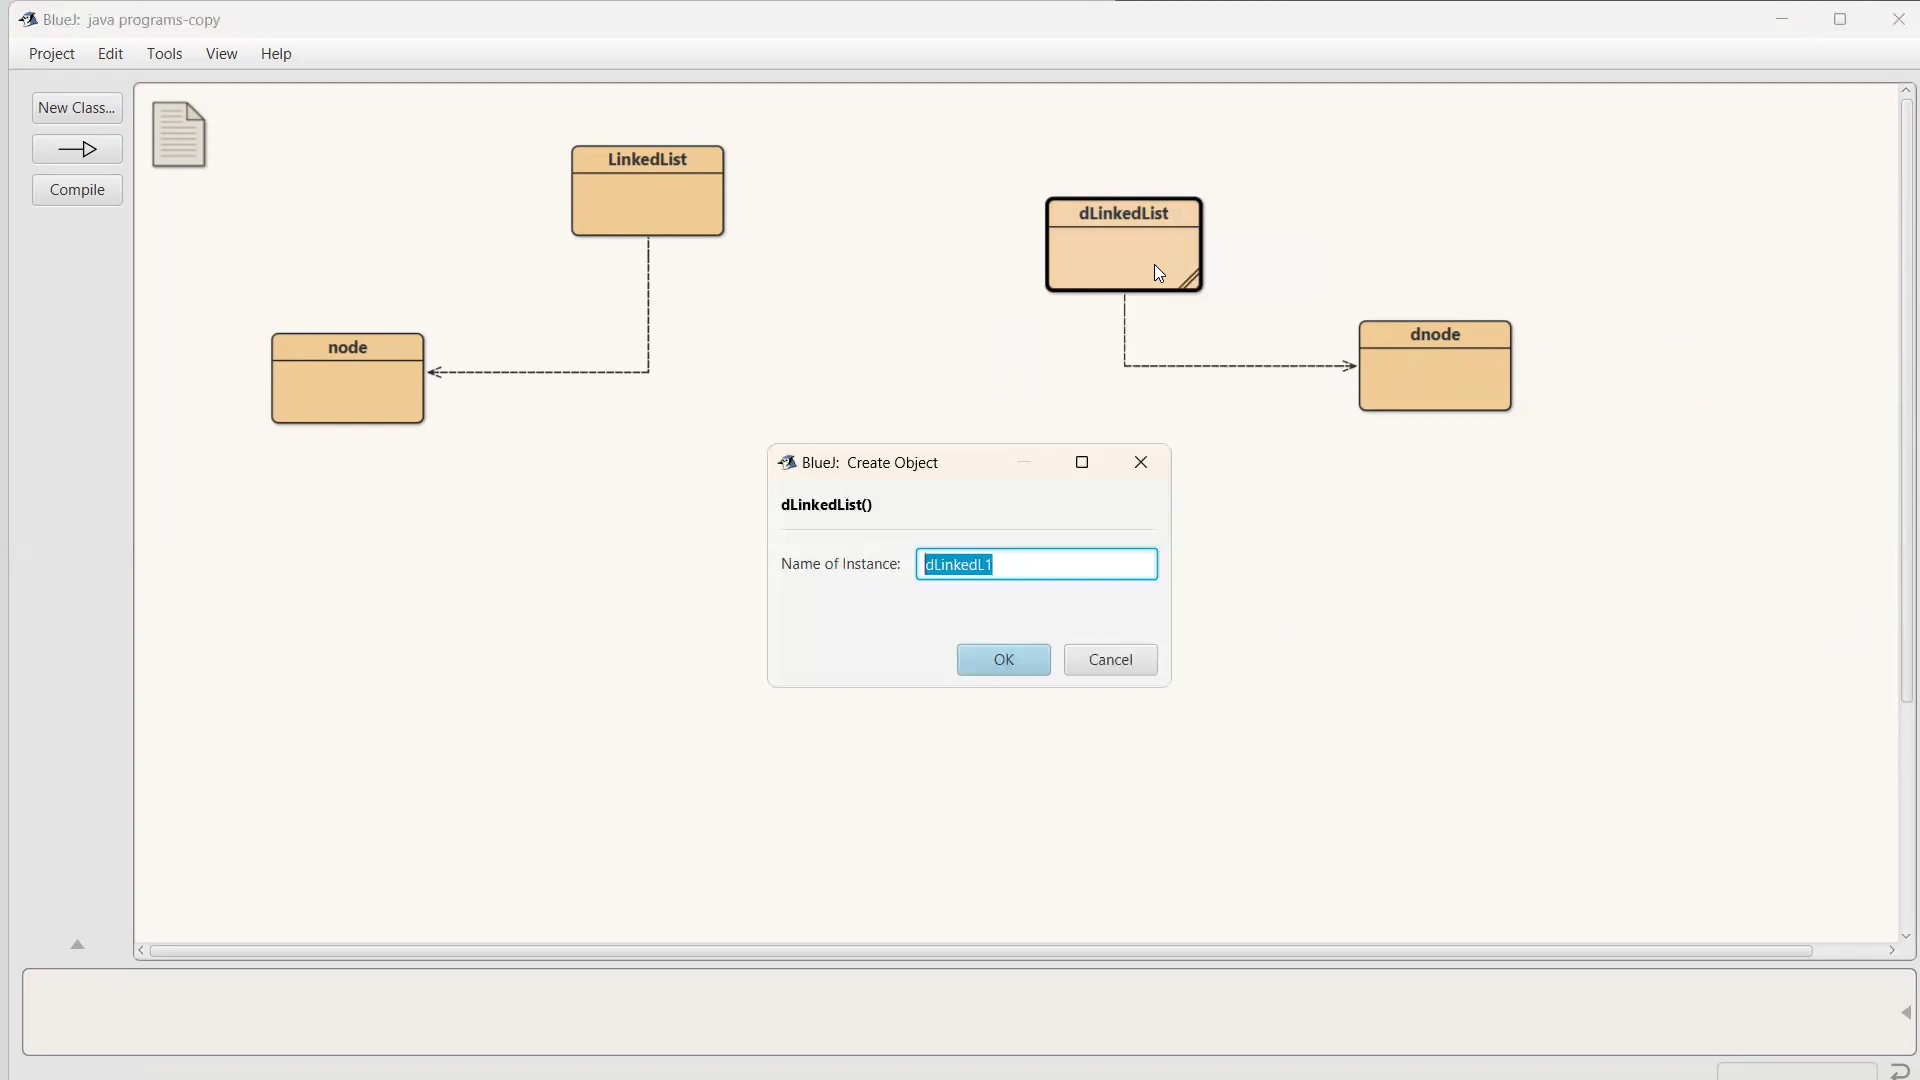 BlueJ: java programs-copy
Project Edit Tools View Help
New Class...
Compile
LinkedList
dLinkedList
node
dnode
BlueJ: Create Object
dLinkedList()
Name of Instance: dLinkedL1
OK Cancel